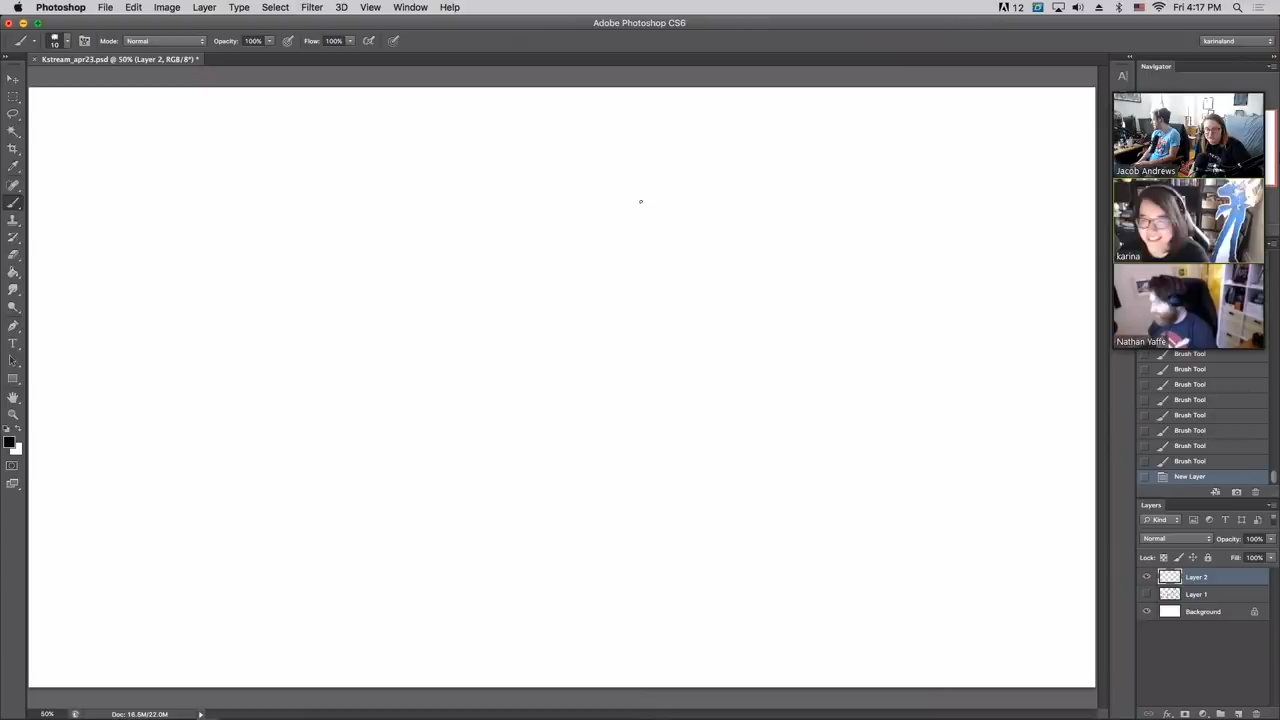 Photoshop File Edit Image Layer Type Select Filter 3D View Window Help 12 Fri 4:17 PM
Adobe Photoshop CS6
10 Mode: Normal Opacity: 100% Flow: 100% karinaland
Kstream_apr23.psd @ 50% (Layer 2, RGB/8*) *
Navigator
A
Jacob Andrews
karina
Nathan Yaffe
Brush Tool
Brush Tool
Brush Tool
Brush Tool
Brush Tool
Brush Tool
Brush Tool
Brush Tool
New Layer
Layers
Kind T
Normal Opacity: 100%
Lock: Fill: 100%
Layer 2
Layer 1
Background
50% Doc: 16.5M/22.0M fx